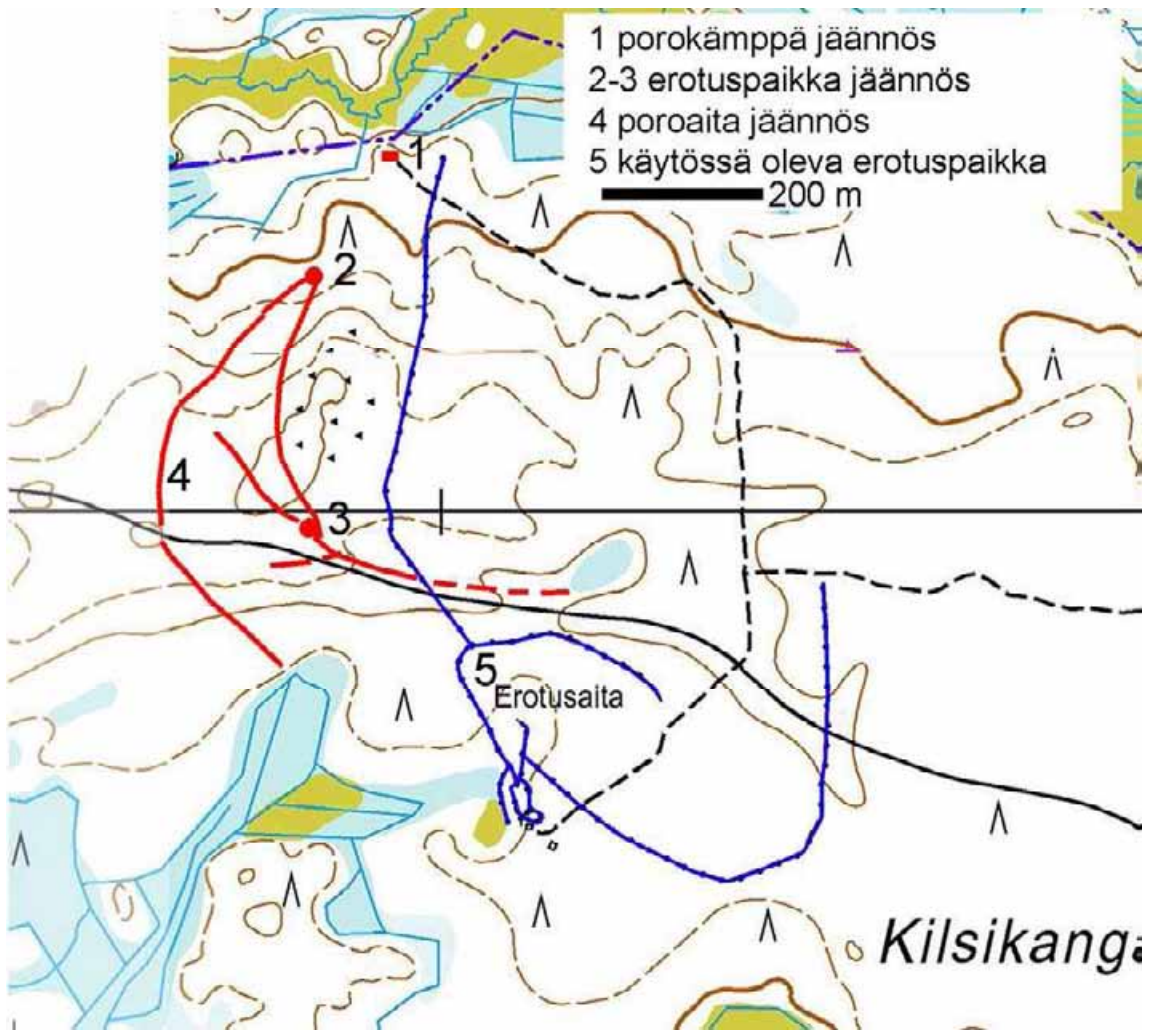 1 porokämppä jäännös
2-3 erotuspaikka jäännös
4 poroaita jäännös
5 käytössä oleva erotuspaikka
200 m
1
2
4
3
5
Erotusaita
Kilsikanga